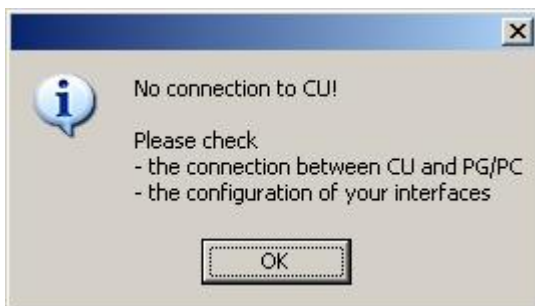 No connection to CU!
Please check
- the connection between CU and PG/PC
- the configuration of your interfaces
OK